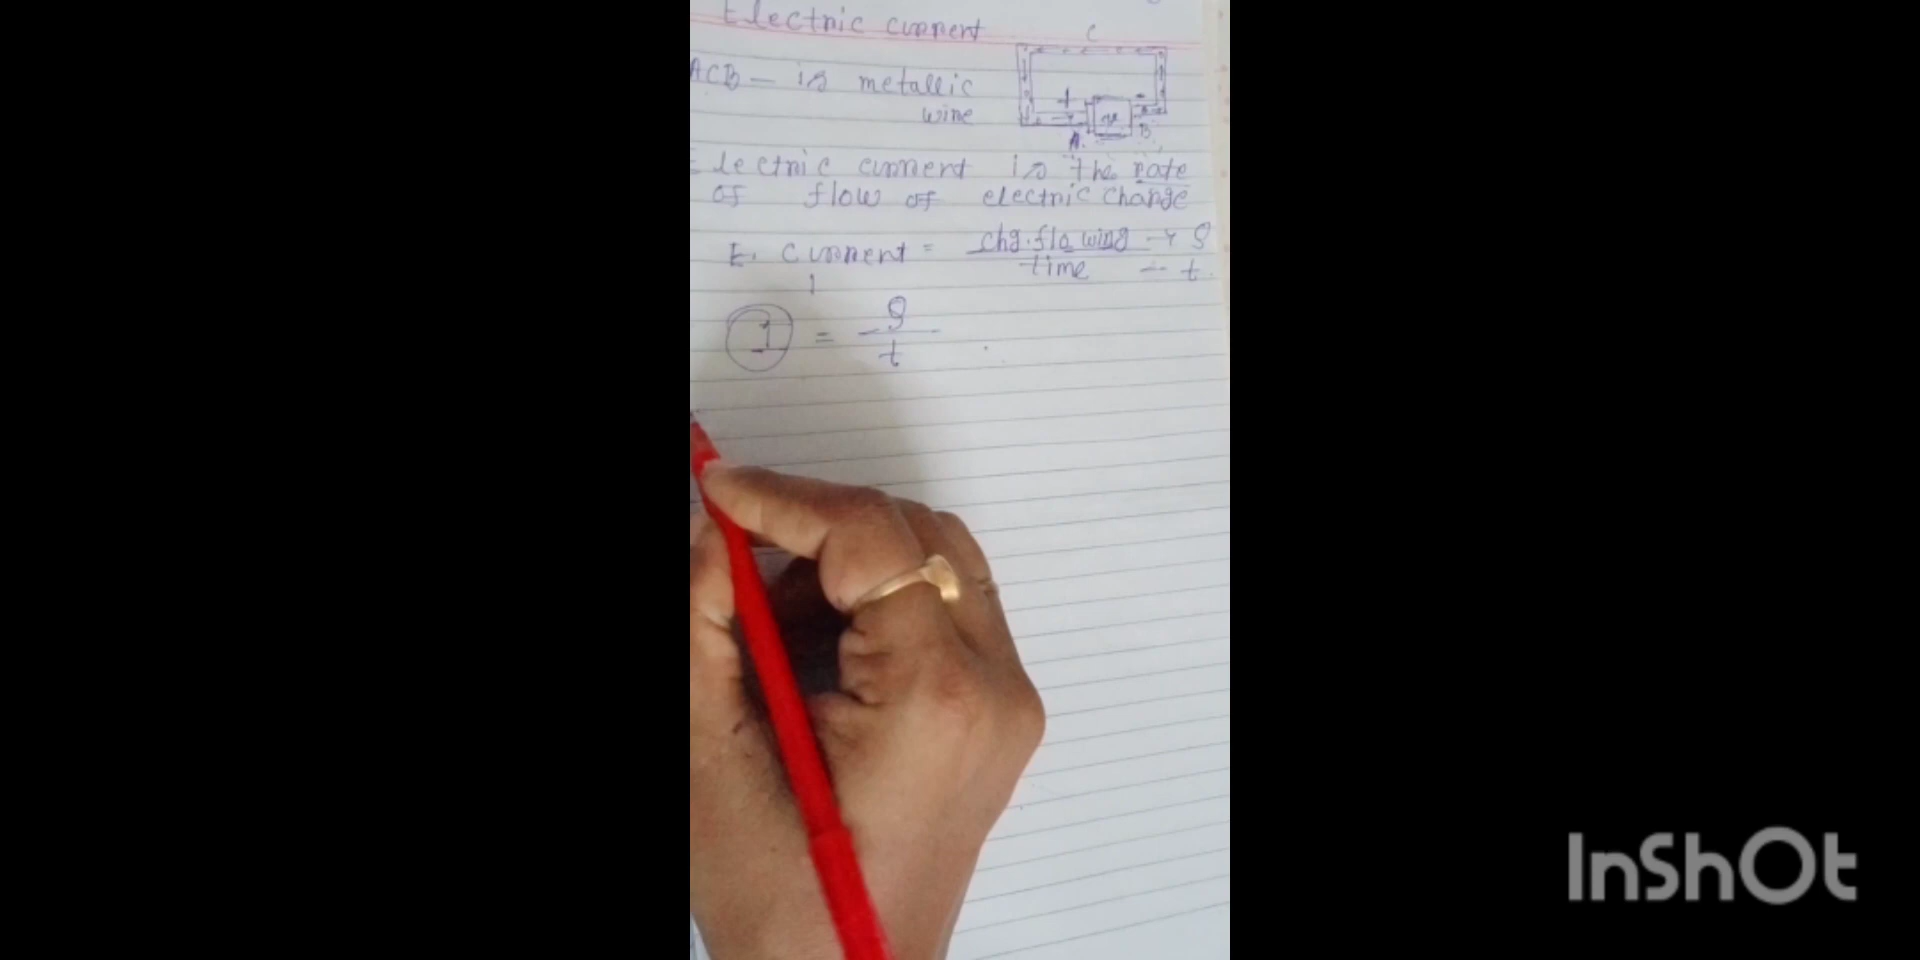 Electric current
C
ACB — is metallic
wire
+ -
A. B
Electric current is the rate
of flow of electric charge
E. Current = chg. flowing → Q
time — t.
I
I = Q
t
InShOt